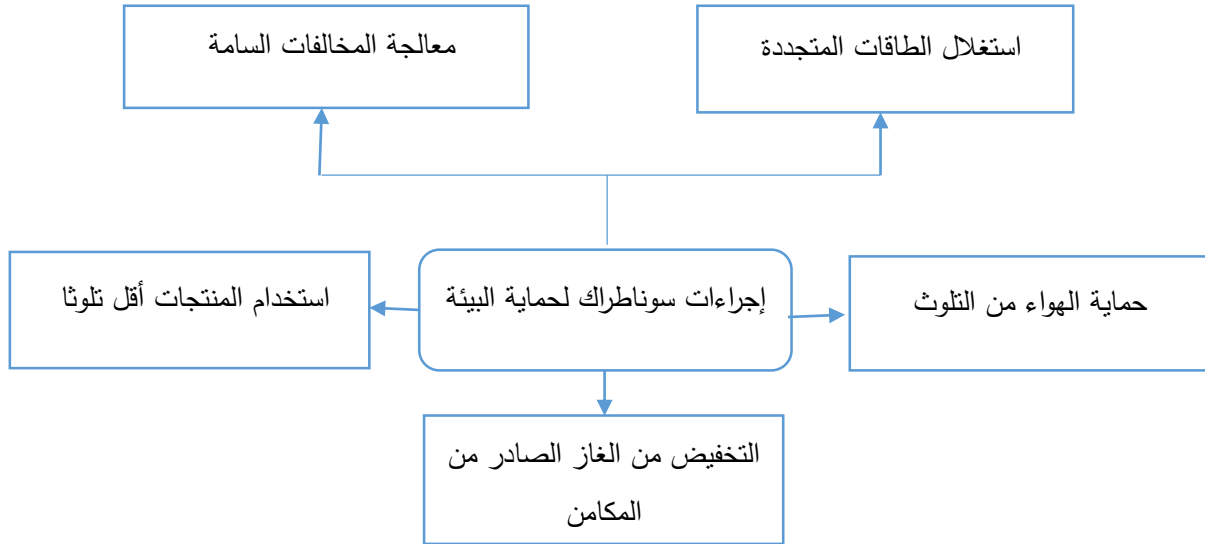 استغلال الطاقات المتجددة
معالجة المخالفات السامة
حماية الهواء من التلوث
إجراءات سوناطراك لحماية البيئة
استخدام المنتجات أقل تلوثا
التخفيض من الغاز الصادر من
المكامن